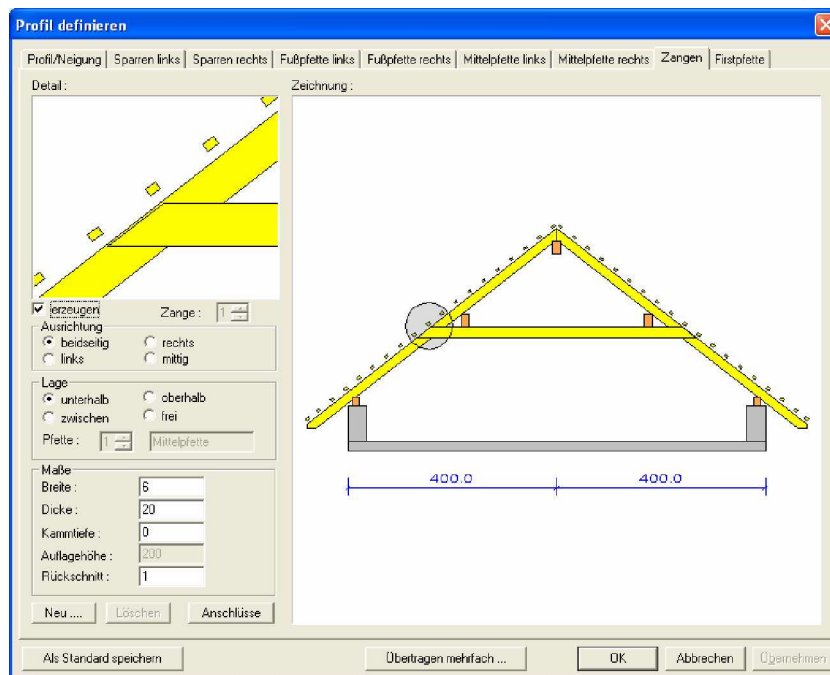 Profil definieren
Profil/Neigung Sparren links Sparren rechts Fußpfette links Fußpfette rechts Mittelpfette links Mittelpfette rechts Zangen Firstpfette
Detail : Zeichnung :
erzeugen Zange : 1
Ausrichtung
beidseitig rechts
links mittig
Lage
unterhalb oberhalb
zwischen frei
Pfette : 1 Mittelpfette
Maße
Breite : 6
Dicke : 20
Kammtiefe : 0
Auflagehöhe : 200
Rückschnitt : 1
400.0 400.0
Neu .... Löschen Anschlüsse
Als Standard speichern Übertragen mehrfach ... OK Abbrechen Übernehmen